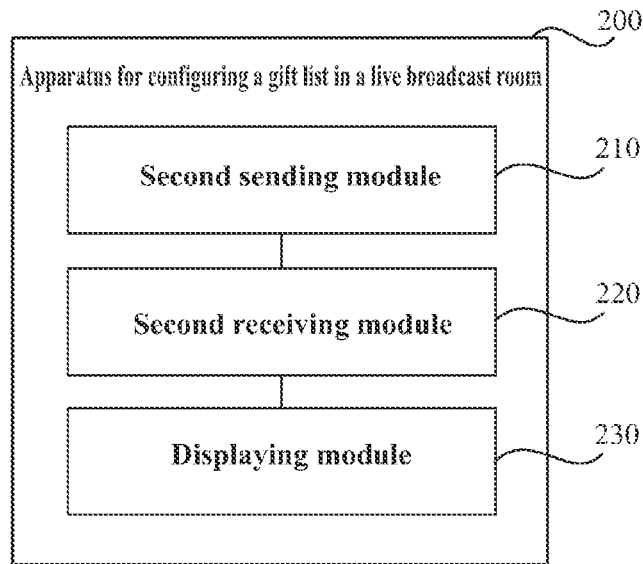 200
Apparatus for configuring a gift list in a live broadcast room
Second sending module
210
Second receiving module
220
Displaying module
230